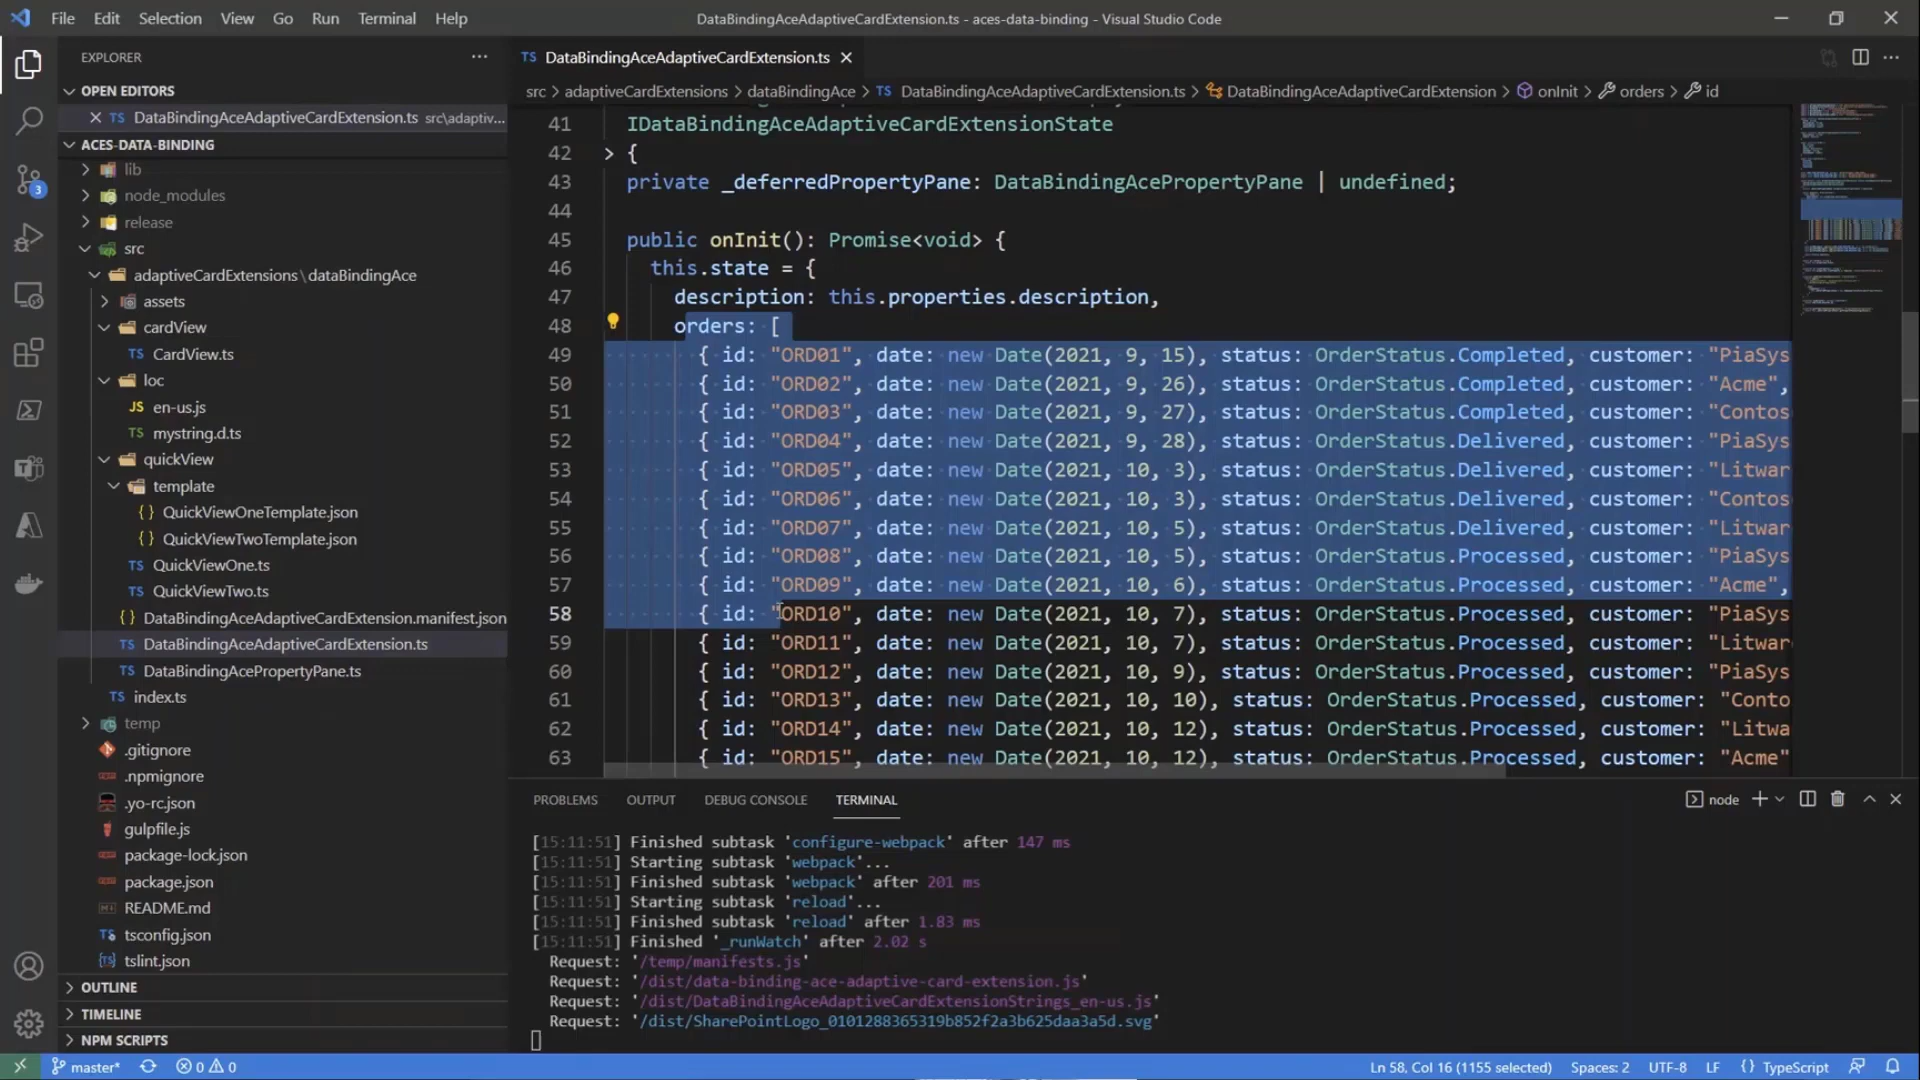 File Edit Selection View Go Run Terminal Help
DataBindingAceAdaptiveCardExtension.ts - aces-data-binding - Visual Studio Code
EXPLORER
OPEN EDITORS
TS DataBindingAceAdaptiveCardExtension.ts src\adaptiv...
ACES-DATA-BINDING
lib
node_modules
release
src
adaptiveCardExtensions\dataBindingAce
assets
cardView
TS CardView.ts
loc
JS en-us.js
TS mystring.d.ts
quickView
template
{} QuickViewOneTemplate.json
{} QuickViewTwoTemplate.json
TS QuickViewOne.ts
TS QuickViewTwo.ts
{} DataBindingAceAdaptiveCardExtension.manifest.json
TS DataBindingAceAdaptiveCardExtension.ts
TS DataBindingAcePropertyPane.ts
TS index.ts
temp
.gitignore
.npmignore
.yo-rc.json
gulpfile.js
package-lock.json
package.json
README.md
tsconfig.json
tslint.json
OUTLINE
TIMELINE
NPM SCRIPTS
3
TS DataBindingAceAdaptiveCardExtension.ts
src > adaptiveCardExtensions > dataBindingAce > TS DataBindingAceAdaptiveCardExtension.ts > DataBindingAceAdaptiveCardExtension > onInit > orders > id
41 IDataBindingAceAdaptiveCardExtensionState
42 > {
43 private _deferredPropertyPane: DataBindingAcePropertyPane | undefined;
44
45 public onInit(): Promise<void> {
46 this.state = {
47 description: this.properties.description,
48 orders: [
49 { id: "ORD01", date: new Date(2021, 9, 15), status: OrderStatus.Completed, customer: "PiaSys
50 { id: "ORD02", date: new Date(2021, 9, 26), status: OrderStatus.Completed, customer: "Acme",
51 { id: "ORD03", date: new Date(2021, 9, 27), status: OrderStatus.Completed, customer: "Contos
52 { id: "ORD04", date: new Date(2021, 9, 28), status: OrderStatus.Delivered, customer: "PiaSys
53 { id: "ORD05", date: new Date(2021, 10, 3), status: OrderStatus.Delivered, customer: "Litwar
54 { id: "ORD06", date: new Date(2021, 10, 3), status: OrderStatus.Delivered, customer: "Contos
55 { id: "ORD07", date: new Date(2021, 10, 5), status: OrderStatus.Delivered, customer: "Litwar
56 { id: "ORD08", date: new Date(2021, 10, 5), status: OrderStatus.Processed, customer: "PiaSys
57 { id: "ORD09", date: new Date(2021, 10, 6), status: OrderStatus.Processed, customer: "Acme",
58 { id: "ORD10", date: new Date(2021, 10, 7), status: OrderStatus.Processed, customer: "PiaSys
59 { id: "ORD11", date: new Date(2021, 10, 7), status: OrderStatus.Processed, customer: "Litwar
60 { id: "ORD12", date: new Date(2021, 10, 9), status: OrderStatus.Processed, customer: "PiaSys
61 { id: "ORD13", date: new Date(2021, 10, 10), status: OrderStatus.Processed, customer: "Conto
62 { id: "ORD14", date: new Date(2021, 10, 12), status: OrderStatus.Processed, customer: "Litwa
63 { id: "ORD15", date: new Date(2021, 10, 12), status: OrderStatus.Processed, customer: "Acme"
PROBLEMS OUTPUT DEBUG CONSOLE TERMINAL
node
[15:11:51] Finished subtask 'configure-webpack' after 147 ms
[15:11:51] Starting subtask 'webpack'...
[15:11:51] Finished subtask 'webpack' after 201 ms
[15:11:51] Starting subtask 'reload'...
[15:11:51] Finished subtask 'reload' after 1.83 ms
[15:11:51] Finished '_runWatch' after 2.02 s
Request: '/temp/manifests.js'
Request: '/dist/data-binding-ace-adaptive-card-extension.js'
Request: '/dist/DataBindingAceAdaptiveCardExtensionStrings_en-us.js'
Request: '/dist/SharePointLogo_0101288365319b852f2a3b625daa3a5d.svg'
master* 0 0
Ln 58, Col 16 (1155 selected) Spaces: 2 UTF-8 LF {} TypeScript